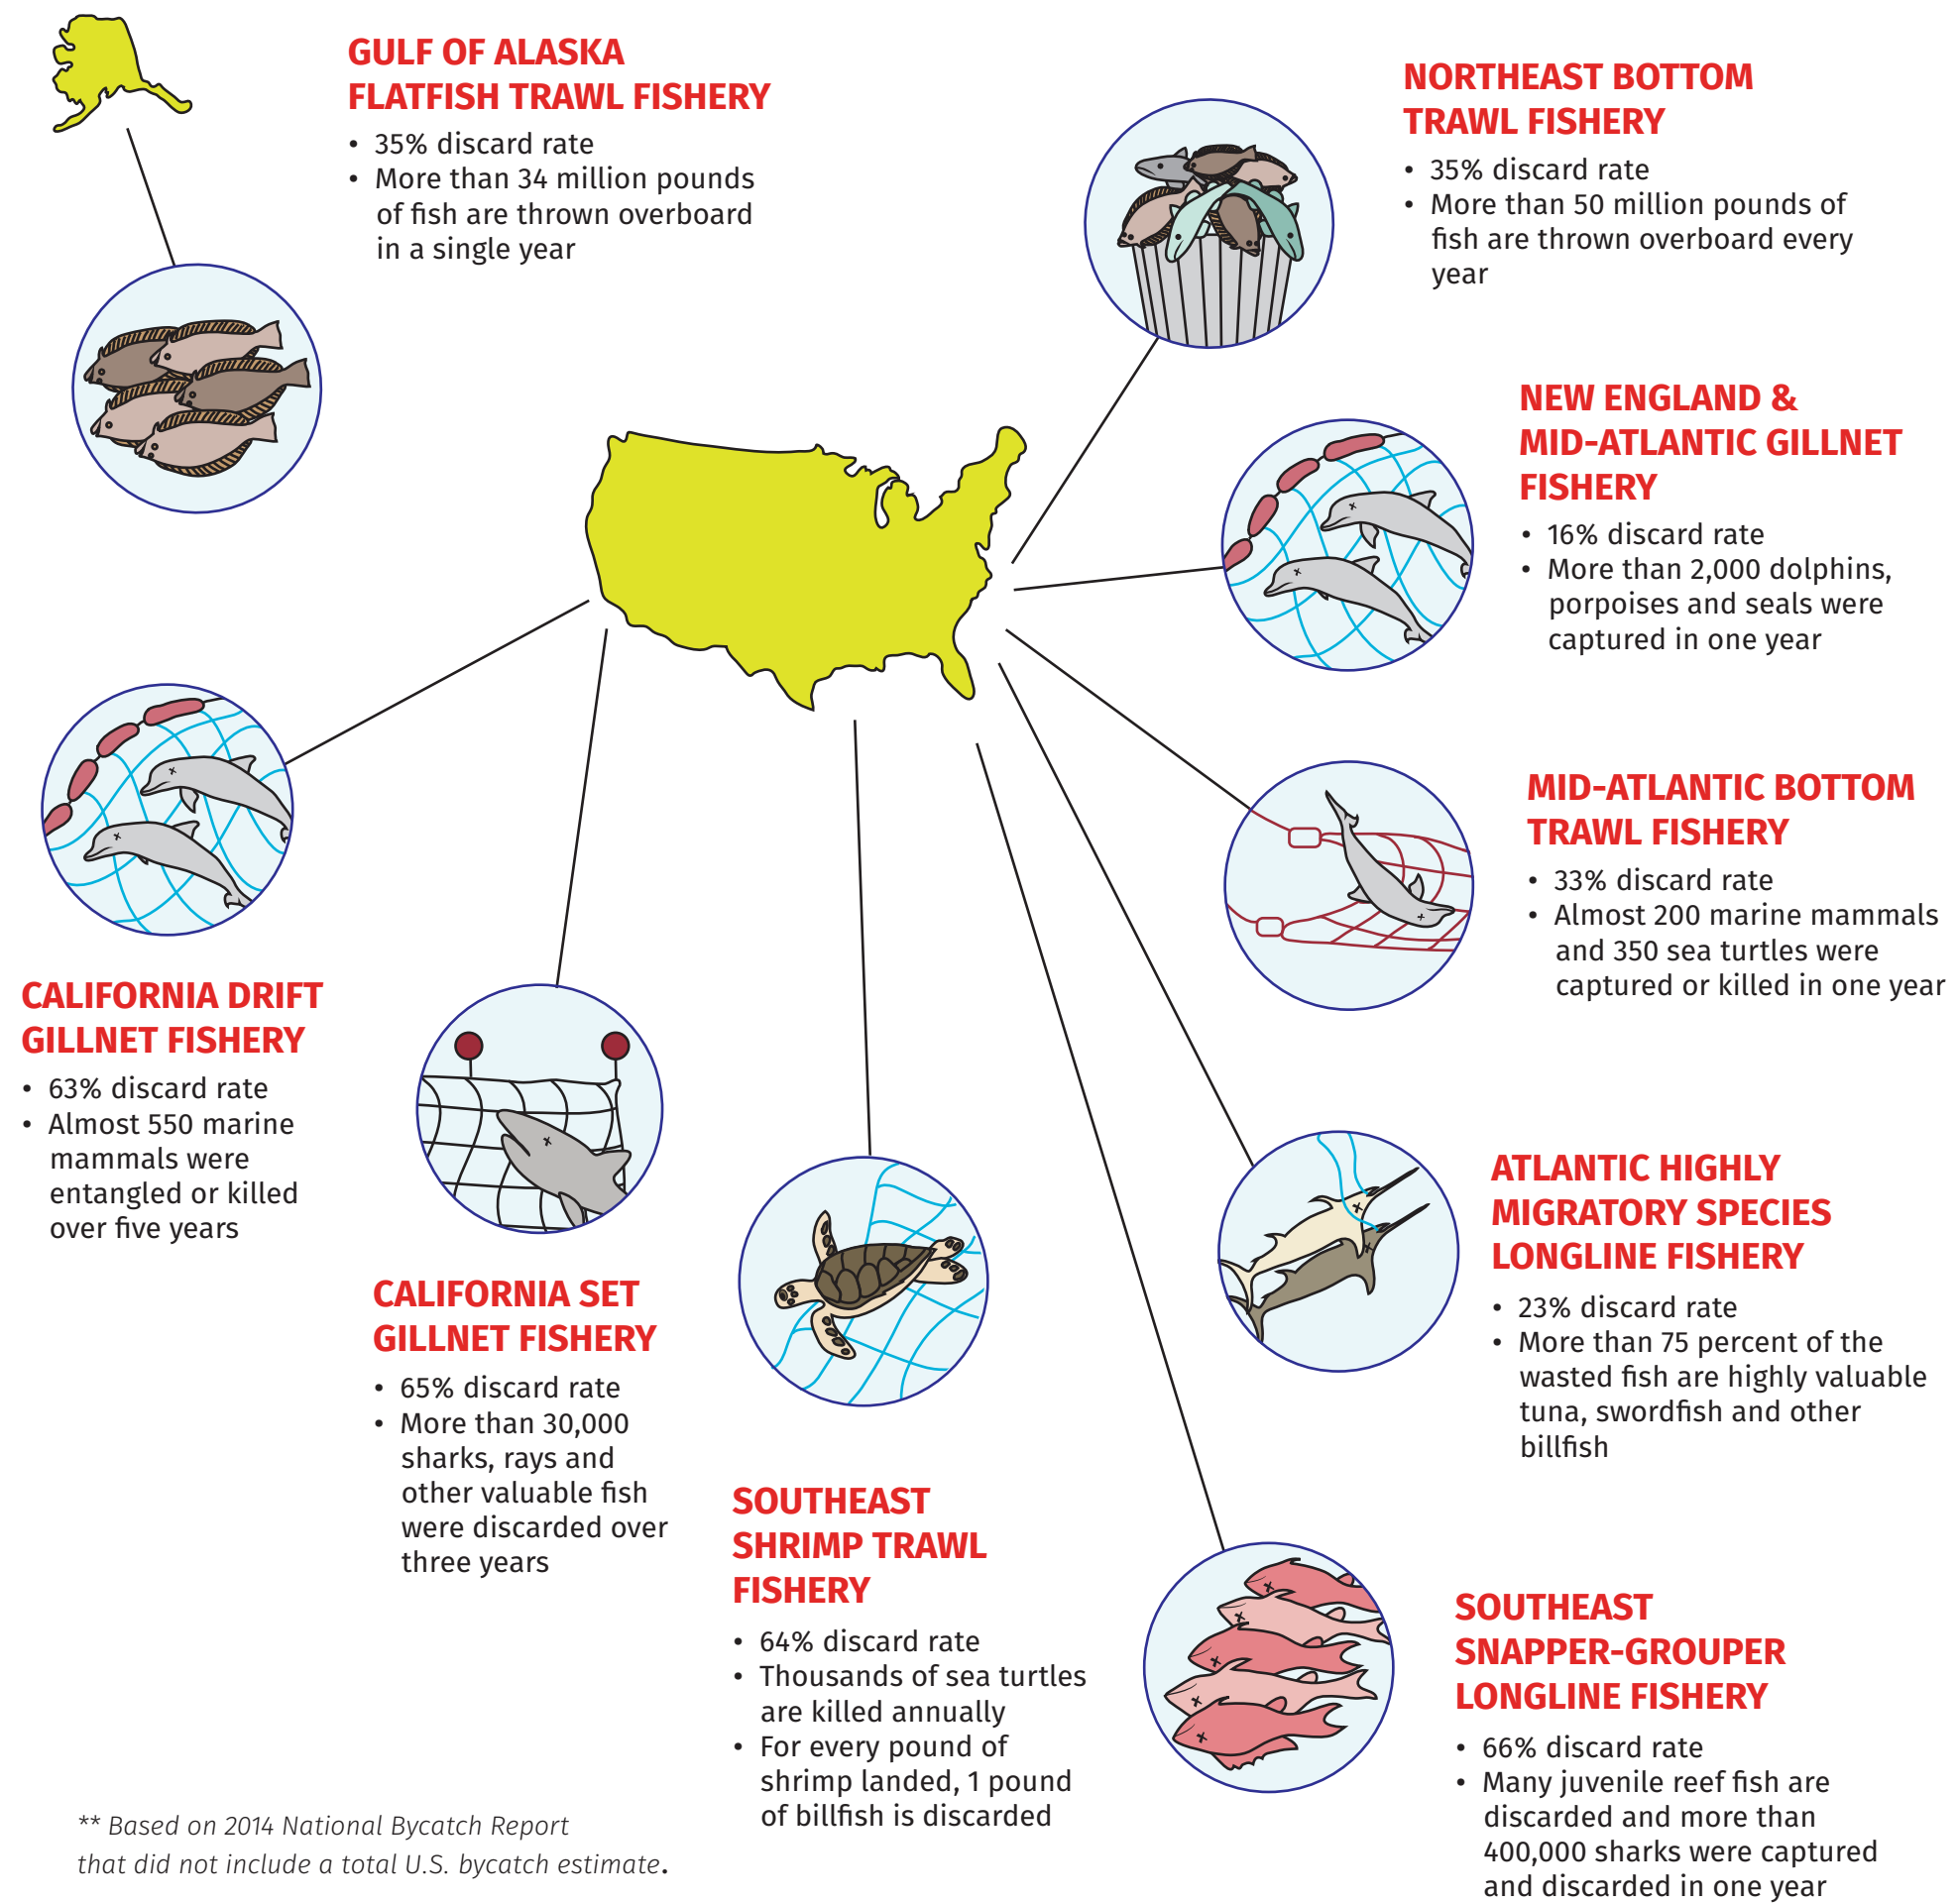 GULF OF ALASKA
FLATFISH TRAWL FISHERY
• 35% discard rate
• More than 34 million pounds
of fish are thrown overboard
in a single year
NORTHEAST BOTTOM
TRAWL FISHERY
• 35% discard rate
• More than 50 million pounds of
fish are thrown overboard every
year
NEW ENGLAND &
MID-ATLANTIC GILLNET
FISHERY
• 16% discard rate
• More than 2,000 dolphins,
porpoises and seals were
captured in one year
MID-ATLANTIC BOTTOM
TRAWL FISHERY
• 33% discard rate
• Almost 200 marine mammals
and 350 sea turtles were
captured or killed in one year
CALIFORNIA DRIFT
GILLNET FISHERY
• 63% discard rate
• Almost 550 marine
mammals were
entangled or killed
over five years
CALIFORNIA SET
GILLNET FISHERY
• 65% discard rate
• More than 30,000
sharks, rays and
other valuable fish
were discarded over
three years
SOUTHEAST
SHRIMP TRAWL
FISHERY
• 64% discard rate
• Thousands of sea turtles
are killed annually
• For every pound of
shrimp landed, 1 pound
of billfish is discarded
ATLANTIC HIGHLY
MIGRATORY SPECIES
LONGLINE FISHERY
• 23% discard rate
• More than 75 percent of the
wasted fish are highly valuable
tuna, swordfish and other
billfish
SOUTHEAST
SNAPPER-GROUPER
LONGLINE FISHERY
• 66% discard rate
• Many juvenile reef fish are
discarded and more than
400,000 sharks were captured
and discarded in one year
** Based on 2014 National Bycatch Report
that did not include a total U.S. bycatch estimate.